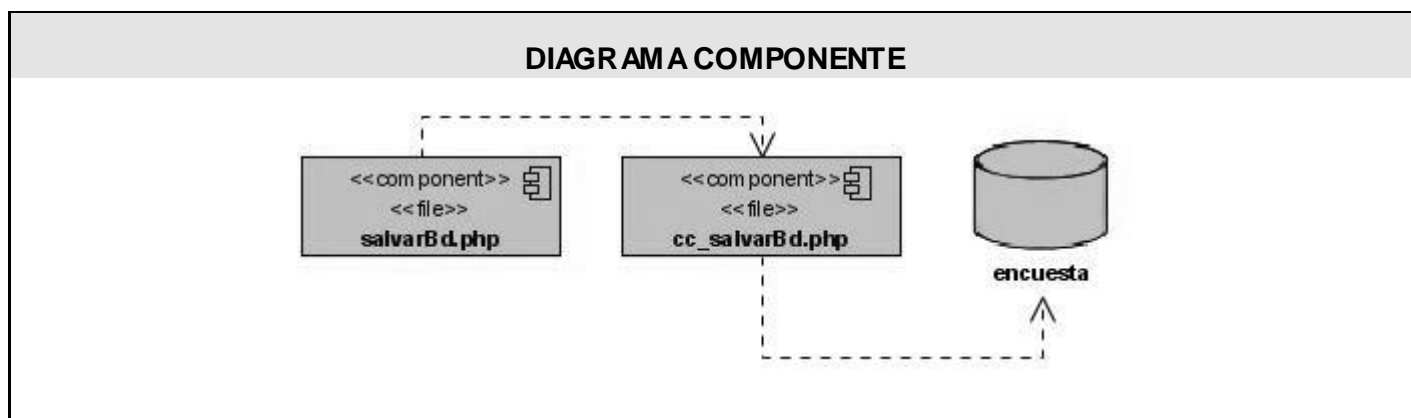 DIAGRAMA COMPONENTE
<<component>>
<<file>>
salvarBd.php
<<component>>
<<file>>
cc_salvarBd.php
encuesta